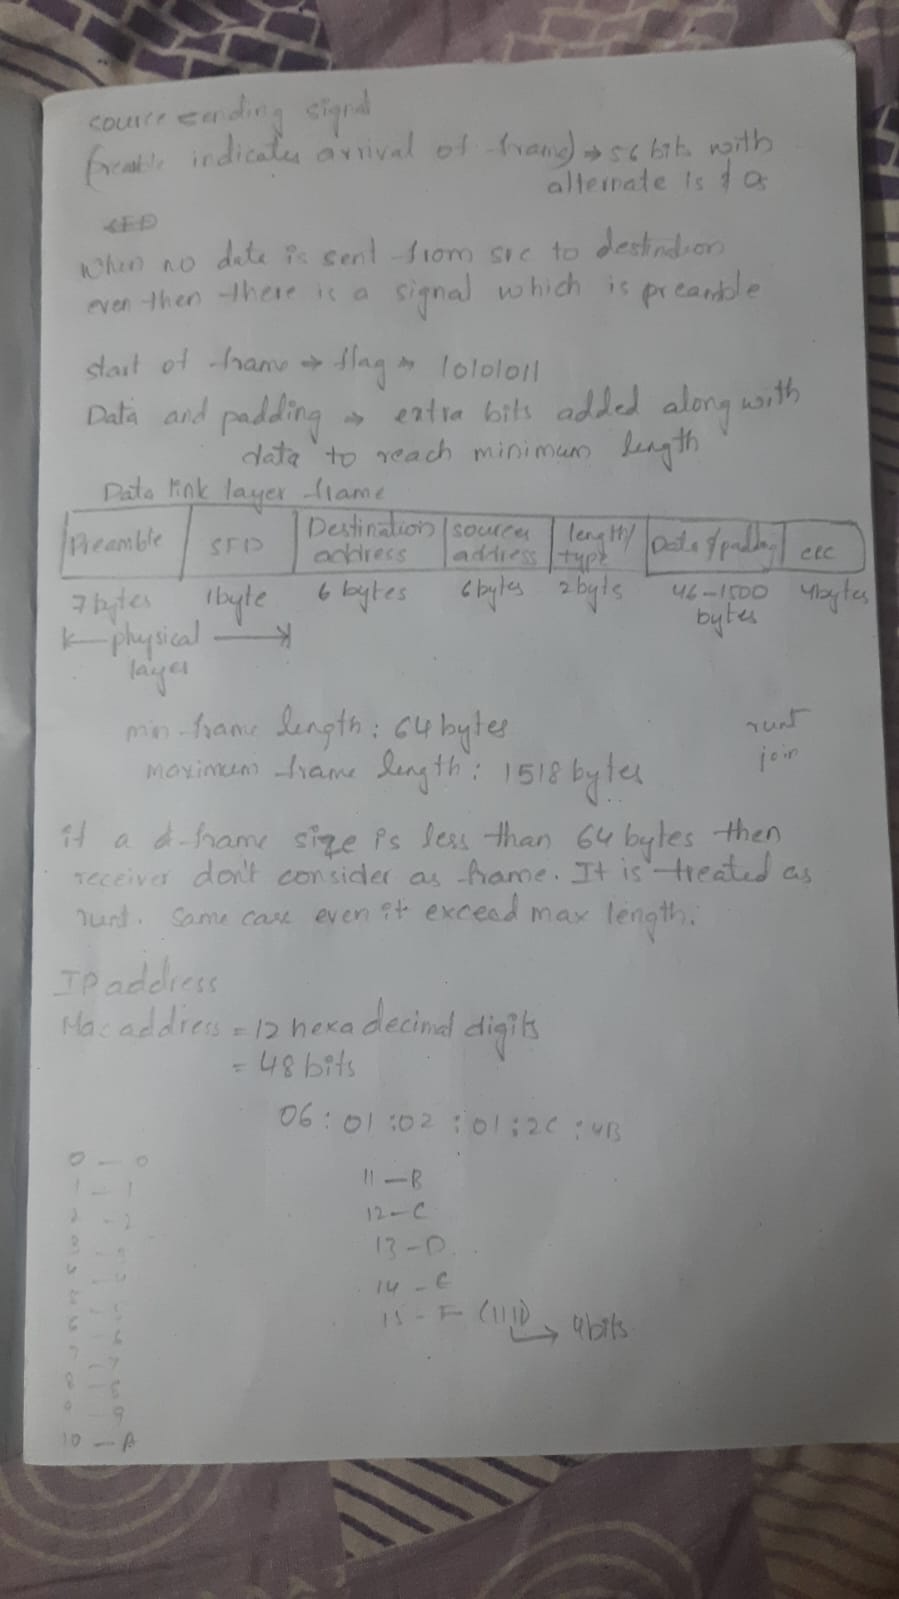 source sending signal
Preamble indicates arrival of frame) → 56 bits with
alternate 1s & 0s
SFD
When no data is sent from src to destination
even then there is a signal which is preamble
start of frame → flag → 10101011
Data and padding → extra bits added along with
data to reach minimum length
Data link layer frame
Preamble SFD Destination address source address length/type Data & padding CRC
7 bytes 1 byte 6 bytes 6 bytes 2 byte 46-1500 bytes 4 bytes
physical
layer
min frame length : 64 bytes runt
maximum frame length : 1518 bytes join
if a d-frame size is less than 64 bytes then
receiver don't consider as frame. It is treated as
runt. Same case even it exceed max length.
IP address
Mac address = 12 hexa decimal digits
= 48 bits
06 : 01 : 02 : 01 : 2C : 4B
0 - 0
1 - 1
2 - 2
3 - 3
4 - 4
5 - 5
6 - 6
7 - 7
8 - 8
9 - 9
10 - A
11 - B
12 - C
13 - D
14 - E
15 - F (1111) → 4 bits